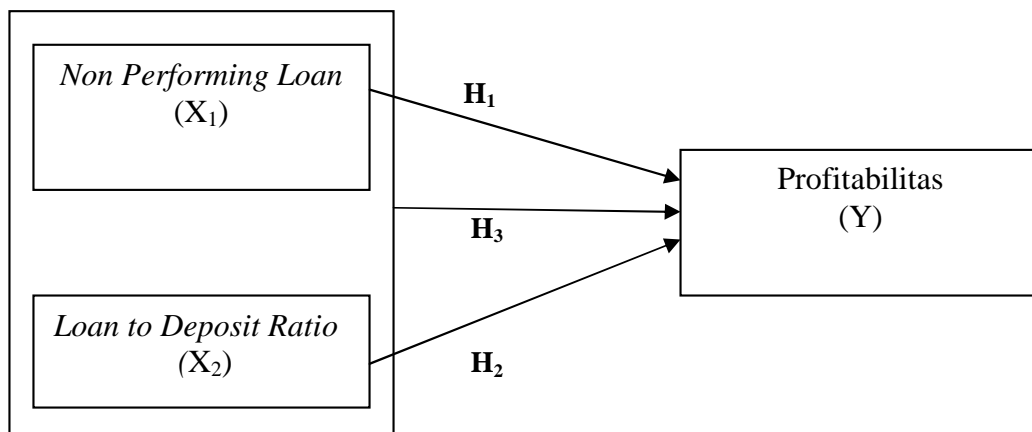 Non Performing Loan
(X₁)
H₁
Profitabilitas
(Y)
H₃
Loan to Deposit Ratio
(X₂)
H₂